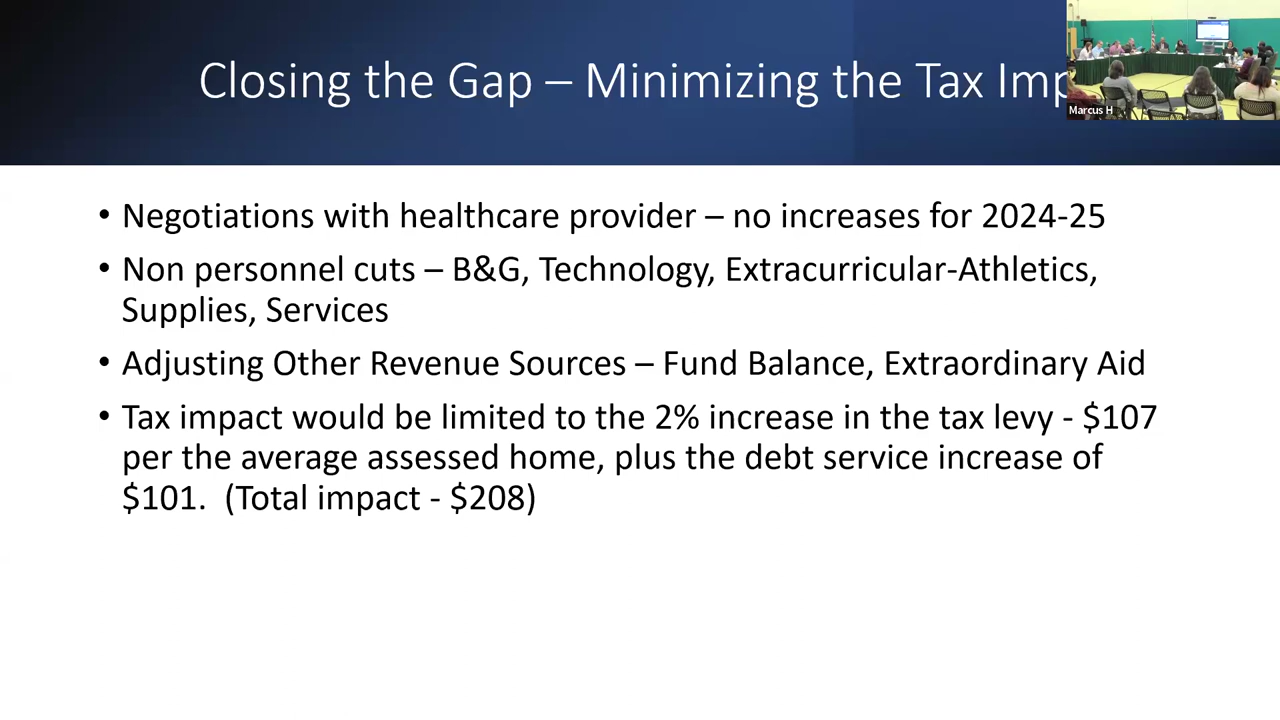 Closing the Gap – Minimizing the Tax Imp
Marcus H
• Negotiations with healthcare provider – no increases for 2024-25
• Non personnel cuts – B&G, Technology, Extracurricular-Athletics,
Supplies, Services
• Adjusting Other Revenue Sources – Fund Balance, Extraordinary Aid
• Tax impact would be limited to the 2% increase in the tax levy - $107
per the average assessed home, plus the debt service increase of
$101.  (Total impact - $208)